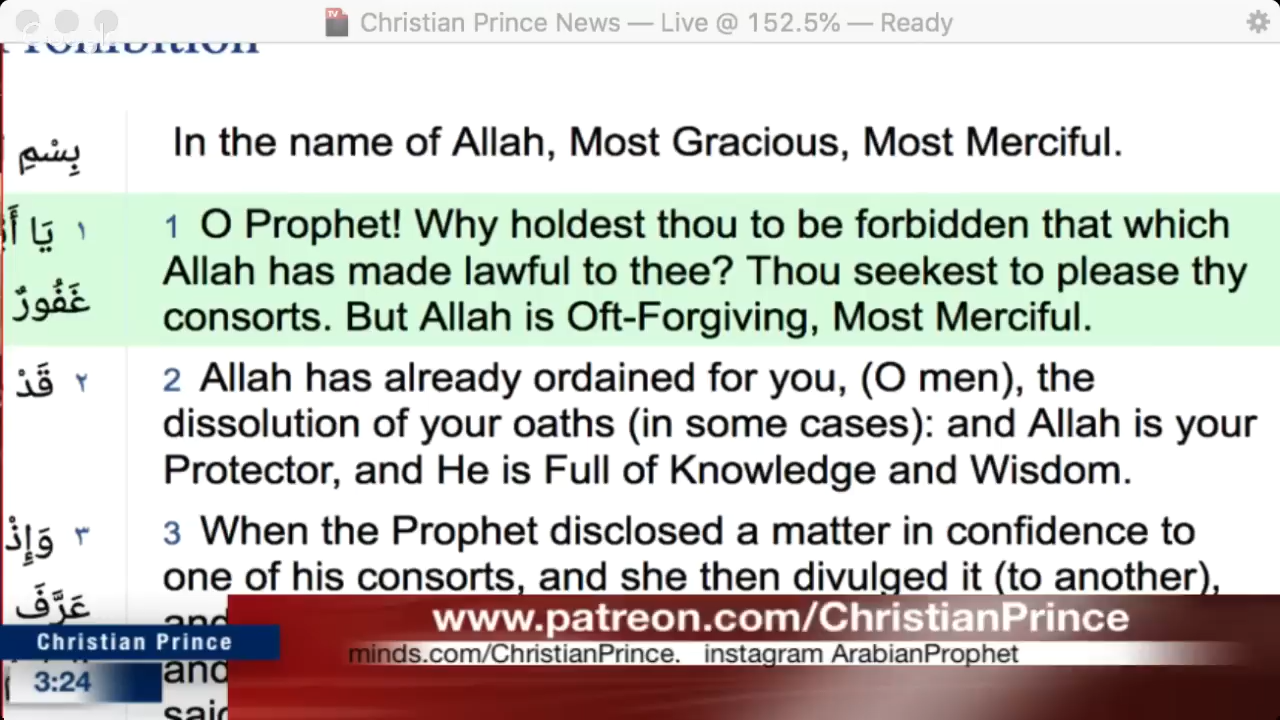 Christian Prince News — Live @ 152.5% — Ready
In the name of Allah, Most Gracious, Most Merciful.
بِسْمِ
1 O Prophet! Why holdest thou to be forbidden that which
١ يَا
Allah has made lawful to thee? Thou seekest to please thy
consorts. But Allah is Oft-Forgiving, Most Merciful.
غَفُورٌ
2 Allah has already ordained for you, (O men), the
٢ قَدْ
dissolution of your oaths (in some cases): and Allah is your
Protector, and He is Full of Knowledge and Wisdom.
3 When the Prophet disclosed a matter in confidence to
٣ وَإِذْ
one of his consorts, and she then divulged it (to another),
عَرَّفَ
www.patreon.com/ChristianPrince
minds.com/ChristianPrince. instagram ArabianProphet
Christian Prince
3:24
and